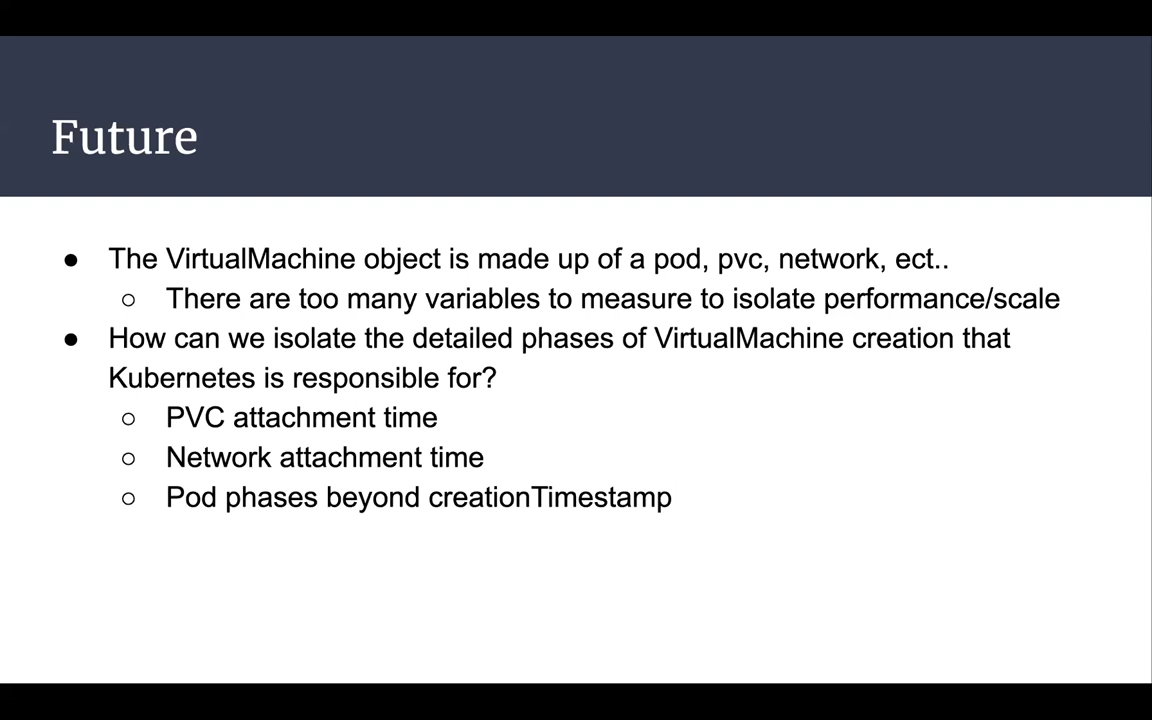 Future
● The VirtualMachine object is made up of a pod, pvc, network, ect..
○ There are too many variables to measure to isolate performance/scale
● How can we isolate the detailed phases of VirtualMachine creation that
Kubernetes is responsible for?
○ PVC attachment time
○ Network attachment time
○ Pod phases beyond creationTimestamp